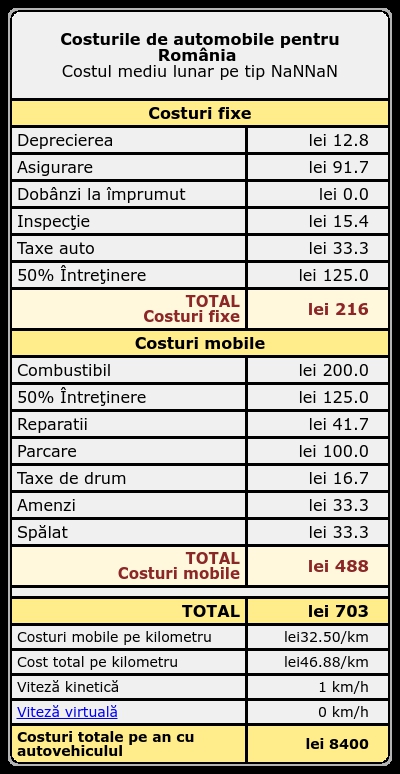 Costurile de automobile pentru
România
Costul mediu lunar pe tip NaNNaN
Costuri fixe
Deprecierea lei 12.8
Asigurare lei 91.7
Dobânzi la împrumut lei 0.0
Inspecţie lei 15.4
Taxe auto lei 33.3
50% Întreţinere lei 125.0
TOTAL
Costuri fixe lei 216
Costuri mobile
Combustibil lei 200.0
50% Întreţinere lei 125.0
Reparatii lei 41.7
Parcare lei 100.0
Taxe de drum lei 16.7
Amenzi lei 33.3
Spălat lei 33.3
TOTAL
Costuri mobile lei 488
TOTAL lei 703
Costuri mobile pe kilometru lei32.50/km
Cost total pe kilometru lei46.88/km
Viteză kinetică 1 km/h
Viteză virtuală 0 km/h
Costuri totale pe an cu
autovehiculul lei 8400